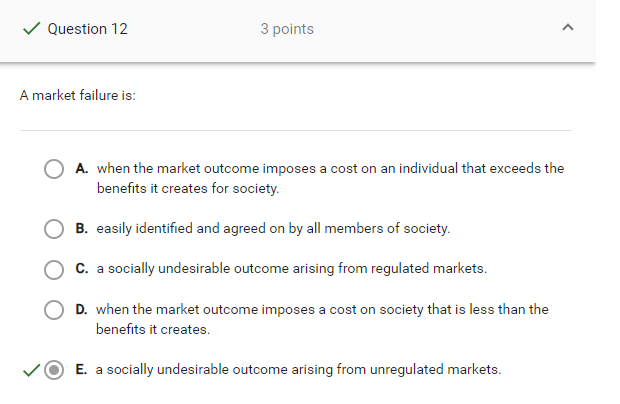 Question 12 3 points
A market failure is:
A. when the market outcome imposes a cost on an individual that exceeds the
benefits it creates for society.
B. easily identified and agreed on by all members of society.
C. a socially undesirable outcome arising from regulated markets.
D. when the market outcome imposes a cost on society that is less than the
benefits it creates.
E. a socially undesirable outcome arising from unregulated markets.